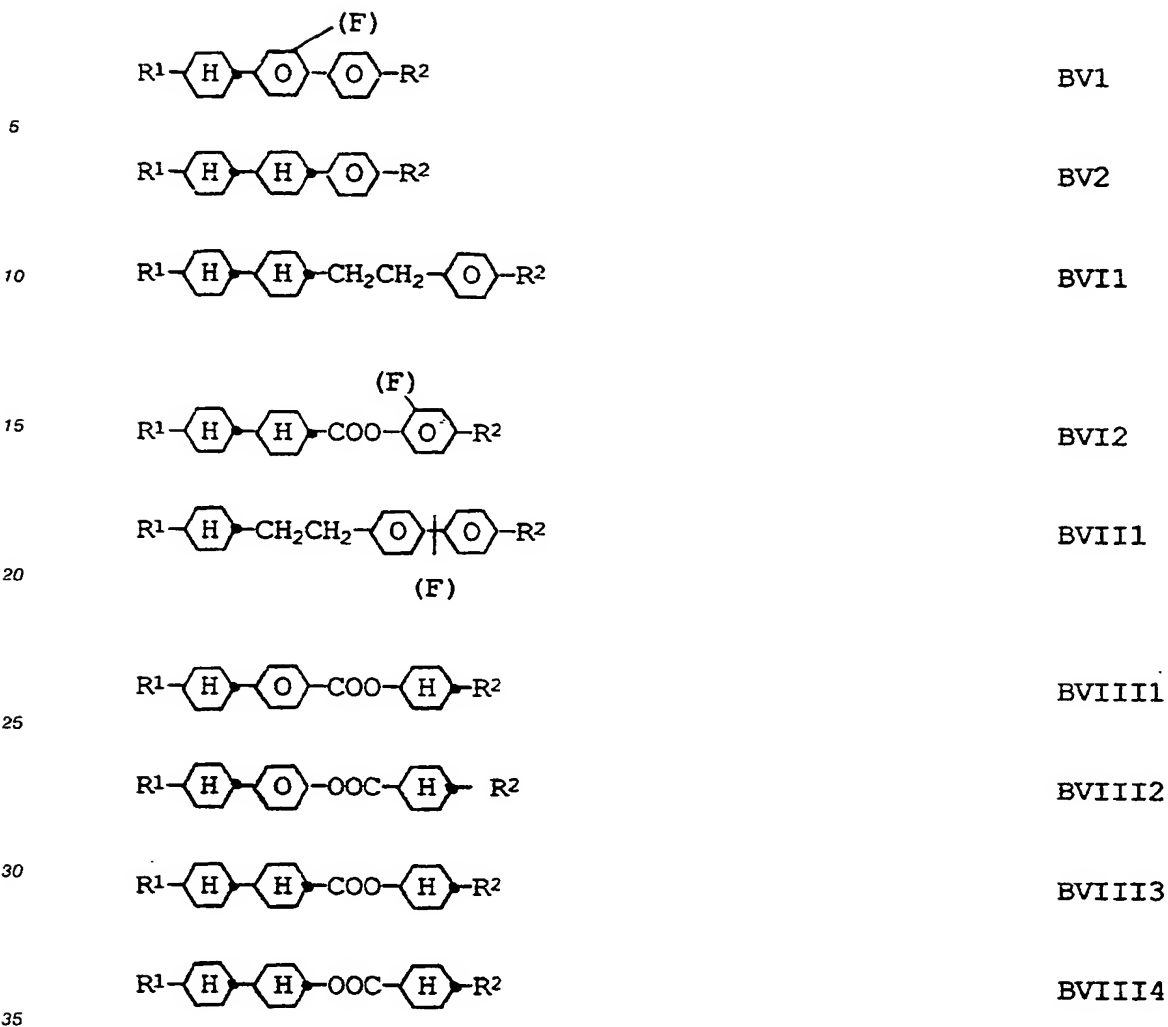 (F)
R¹ H O O R² BV1
5
R¹ H H O R² BV2
10 R¹ H H CH₂CH₂ O R² BVI1
(F)
15 R¹ H H COO O R² BVI2
R¹ H CH₂CH₂ O O R² BVII1
20 (F)
R¹ H O COO H R² BVIII1
25
R¹ H O OOC H R² BVIII2
30 R¹ H H COO H R² BVIII3
R¹ H H OOC H R² BVIII4
35